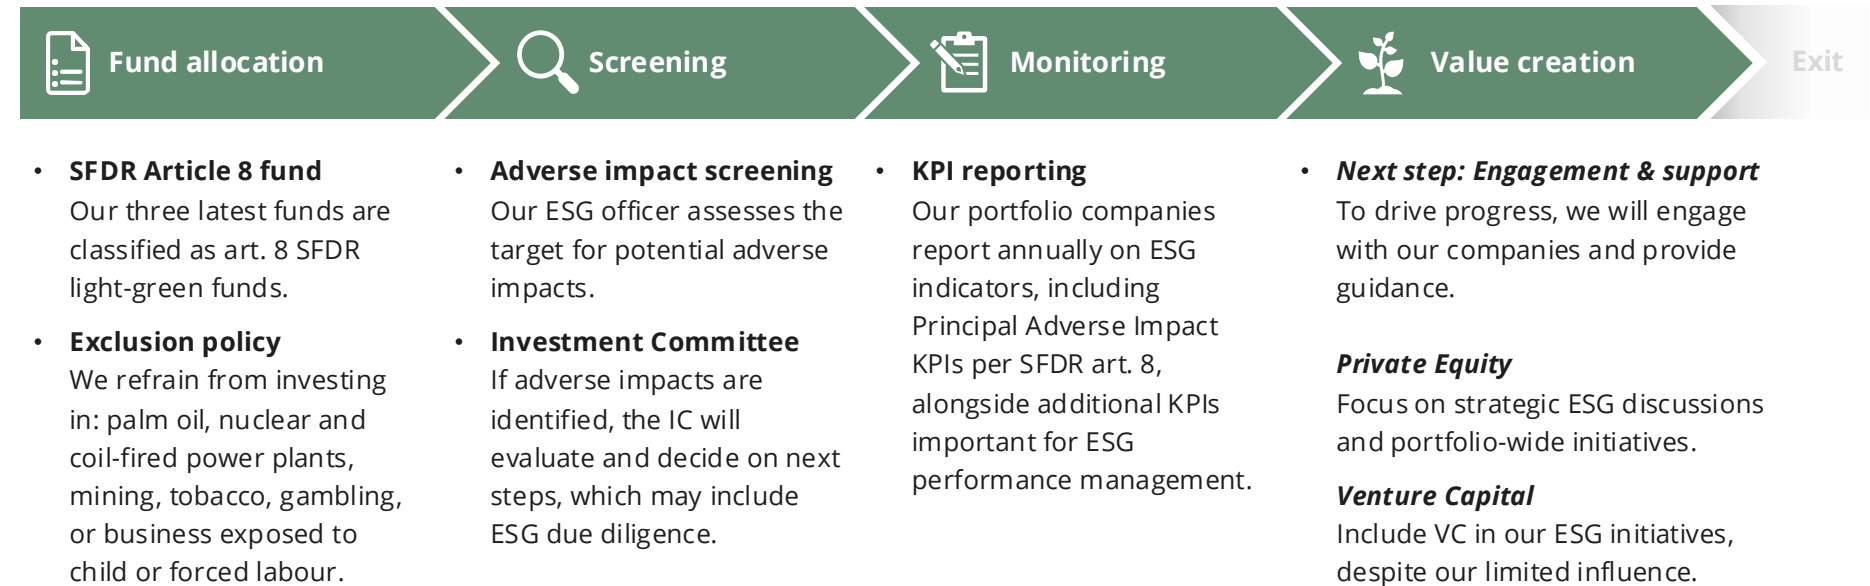 Fund allocation
Screening
Monitoring
Value creation
Exit
• SFDR Article 8 fund
Our three latest funds are
classified as art. 8 SFDR
light-green funds.
• Exclusion policy
We refrain from investing
in: palm oil, nuclear and
coil-fired power plants,
mining, tobacco, gambling,
or business exposed to
child or forced labour.
• Adverse impact screening
Our ESG officer assesses the
target for potential adverse
impacts.
• Investment Committee
If adverse impacts are
identified, the IC will
evaluate and decide on next
steps, which may include
ESG due diligence.
• KPI reporting
Our portfolio companies
report annually on ESG
indicators, including
Principal Adverse Impact
KPIs per SFDR art. 8,
alongside additional KPIs
important for ESG
performance management.
• Next step: Engagement & support
To drive progress, we will engage
with our companies and provide
guidance.
Private Equity
Focus on strategic ESG discussions
and portfolio-wide initiatives.
Venture Capital
Include VC in our ESG initiatives,
despite our limited influence.